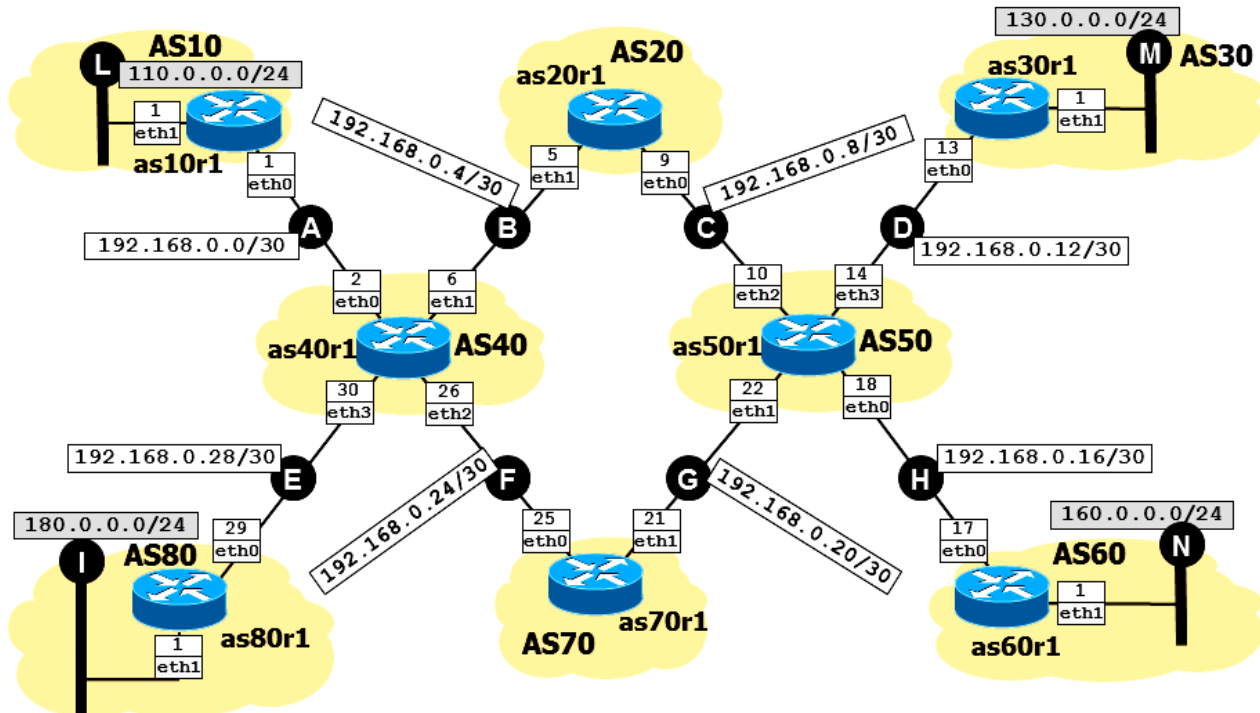 130.0.0.0/24
AS10
AS20
M
AS30
L
110.0.0.0/24
as20r1
as30r1
1
eth1
192.168.0.4/30
1
eth1
as10r1
5
eth1
9
eth0
192.168.0.8/30
13
eth0
1
eth0
A
B
C
D
192.168.0.0/30
192.168.0.12/30
2
eth0
6
eth1
10
eth2
14
eth3
as40r1
AS40
as50r1
AS50
30
eth3
26
eth2
22
eth1
18
eth0
192.168.0.28/30
E
192.168.0.24/30
F
G
192.168.0.20/30
H
192.168.0.16/30
180.0.0.0/24
29
eth0
25
eth0
21
eth1
17
eth0
160.0.0.0/24
I
AS80
AS60
N
as80r1
1
eth1
AS70
as70r1
as60r1
1
eth1